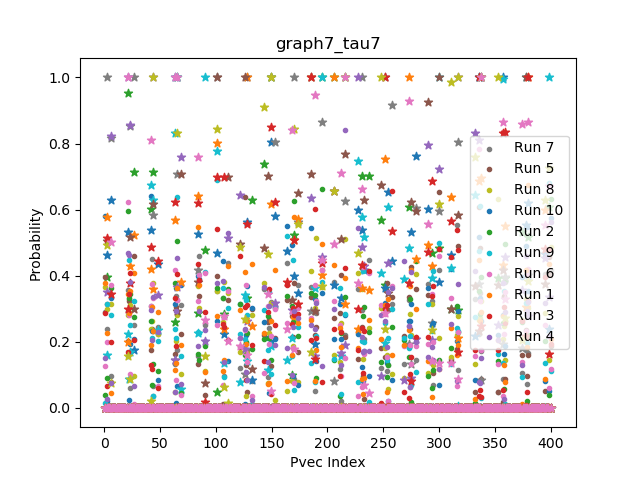 graph7_tau7
1.0
0.8
0.6
0.4
0.2
0.0
Probability
Run 7
Run 5
Run 8
Run 10
Run 2
Run 9
Run 6
Run 1
Run 3
Run 4
0 50 100 150 200 250 300 350 400
Pvec Index